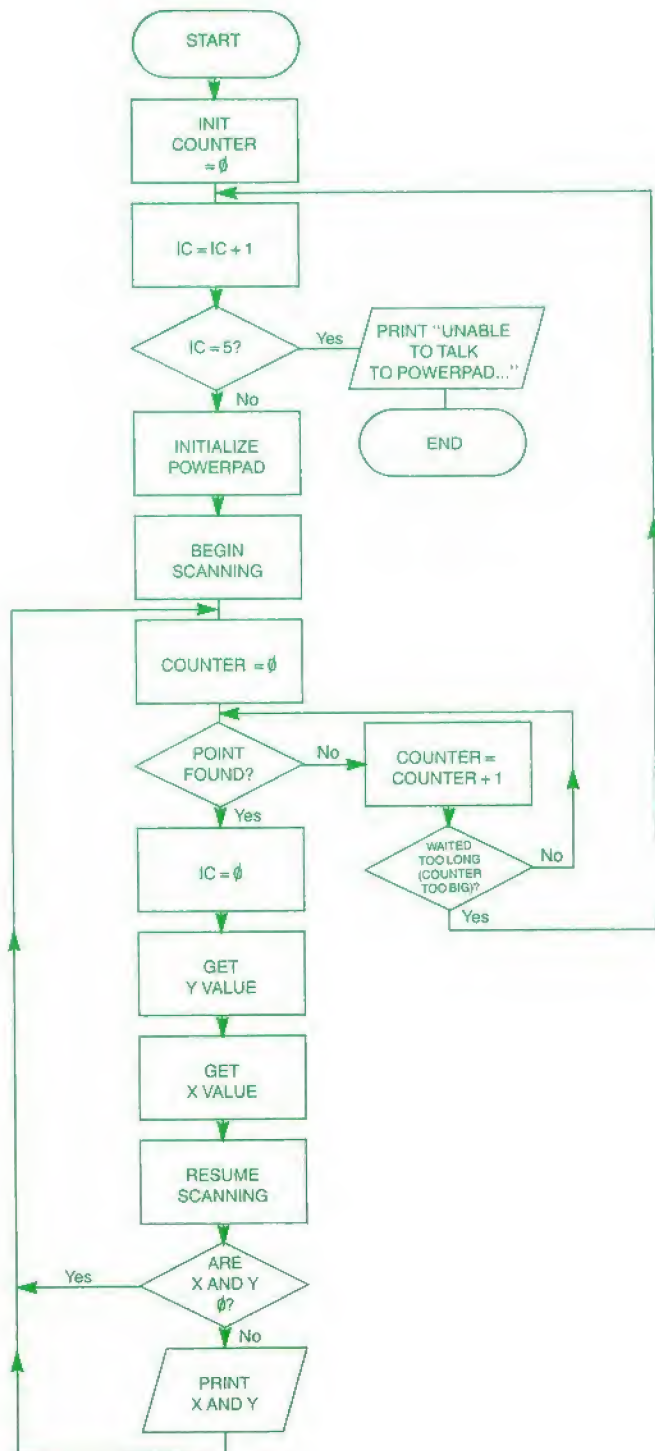 START
INIT
COUNTER
= ø
IC = IC + 1
IC = 5?
Yes
PRINT "UNABLE
TO TALK
TO POWERPAD..."
END
No
INITIALIZE
POWERPAD
BEGIN
SCANNING
COUNTER = ø
POINT
FOUND?
No
COUNTER =
COUNTER + 1
WAITED
TOO LONG
(COUNTER
TOO BIG)?
No
Yes
Yes
IC = ø
GET
Y VALUE
GET
X VALUE
RESUME
SCANNING
ARE
X AND Y
ø?
Yes
No
PRINT
X AND Y